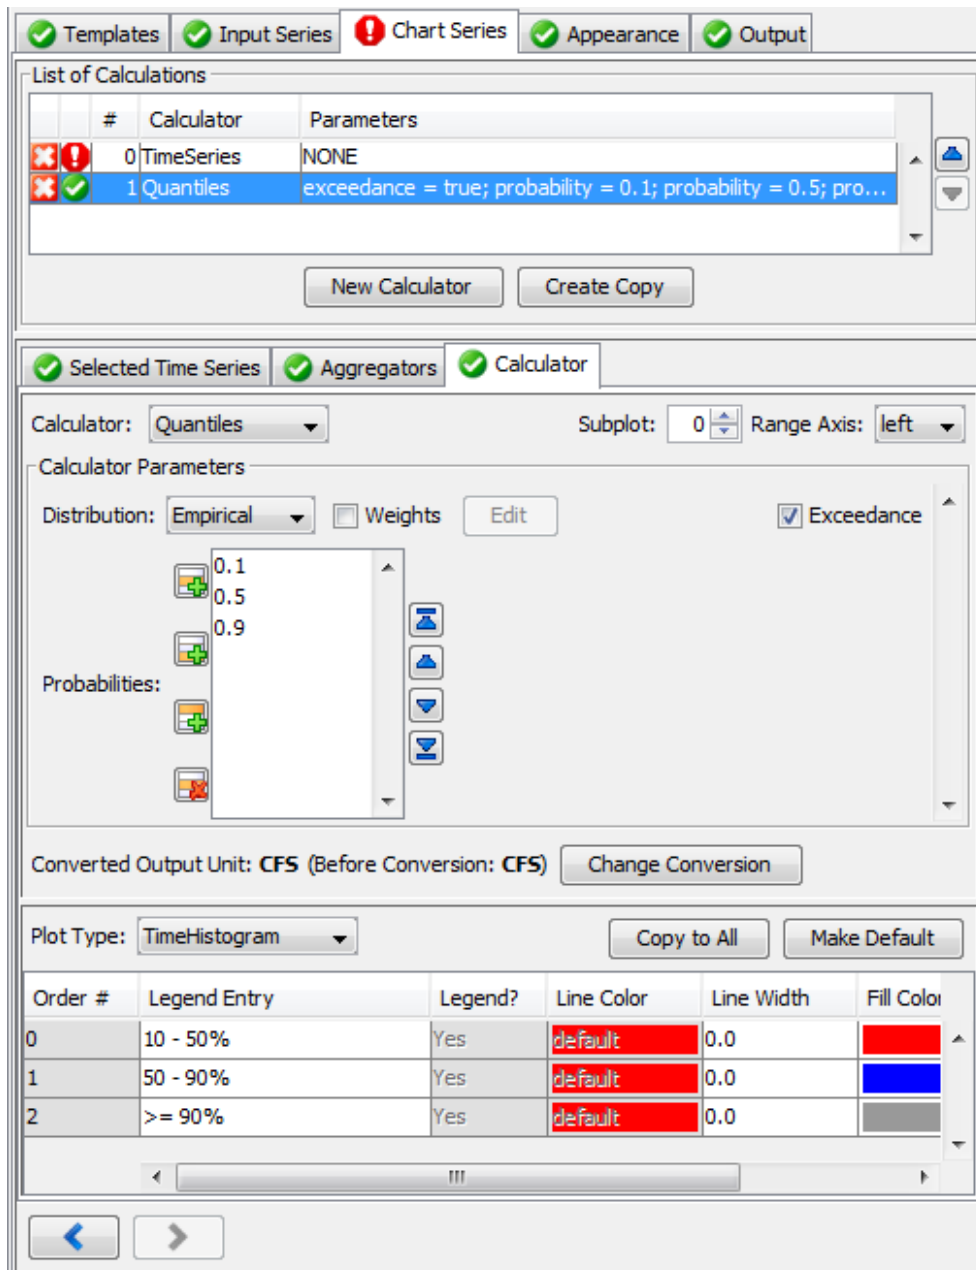 Templates Input Series Chart Series Appearance Output
List of Calculations
# Calculator Parameters
0 TimeSeries NONE
1 Quantiles exceedance = true; probability = 0.1; probability = 0.5; pro...
New Calculator Create Copy
Selected Time Series Aggregators Calculator
Calculator: Quantiles Subplot: 0 Range Axis: left
Calculator Parameters
Distribution: Empirical Weights Edit Exceedance
0.1
0.5
0.9
Probabilities:
Converted Output Unit: CFS (Before Conversion: CFS) Change Conversion
Plot Type: TimeHistogram Copy to All Make Default
Order # Legend Entry Legend? Line Color Line Width Fill Color
0 10 - 50% Yes default 0.0
1 50 - 90% Yes default 0.0
2 >= 90% Yes default 0.0